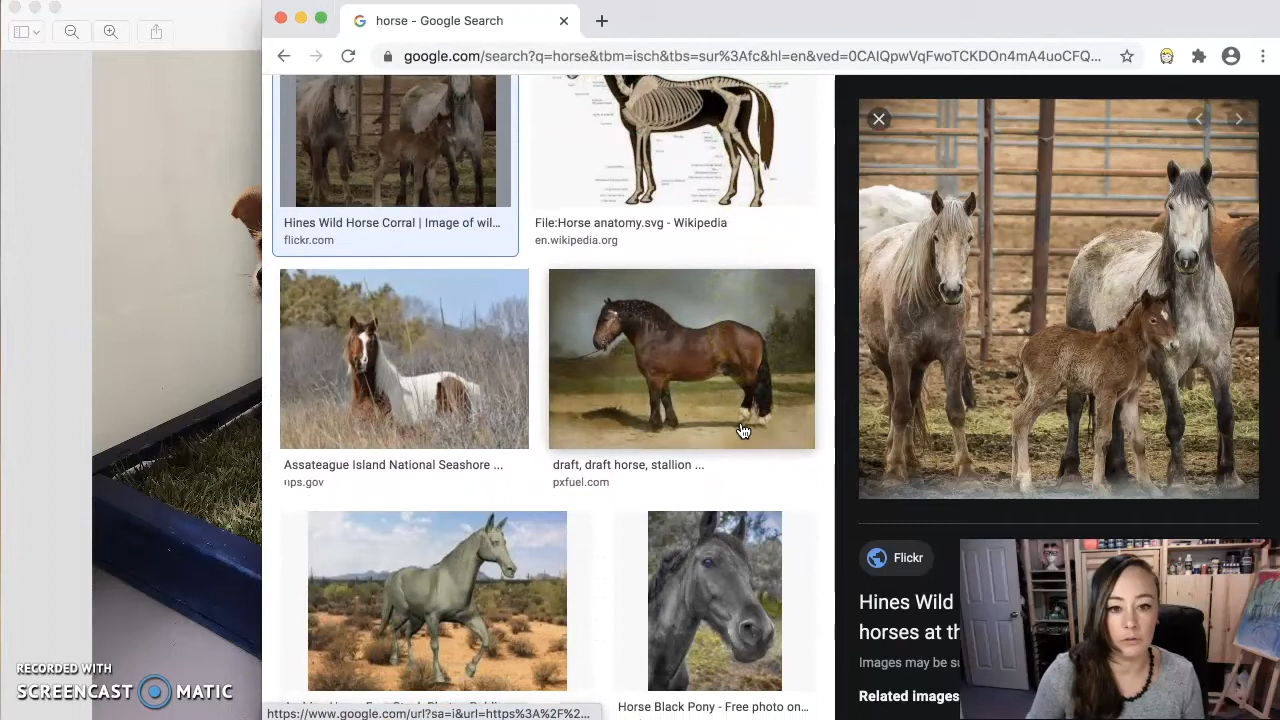 horse - Google Search
google.com/search?q=horse&tbm=isch&tbs=sur%3Afc&hl=en&ved=0CAIQpwVqFwoTCKDOn4mA4uoCFQ...
Hines Wild Horse Corral | Image of wil...
flickr.com
File:Horse anatomy.svg - Wikipedia
en.wikipedia.org
Assateague Island National Seashore ...
nps.gov
draft, draft horse, stallion ...
pxfuel.com
Horse Black Pony - Free photo on...
https://www.google.com/url?sa=i&url=https%3A%2F%2...
Flickr
Hines Wild
horses at th
Images may be su
Related images
RECORDED WITH
SCREENCAST MATIC